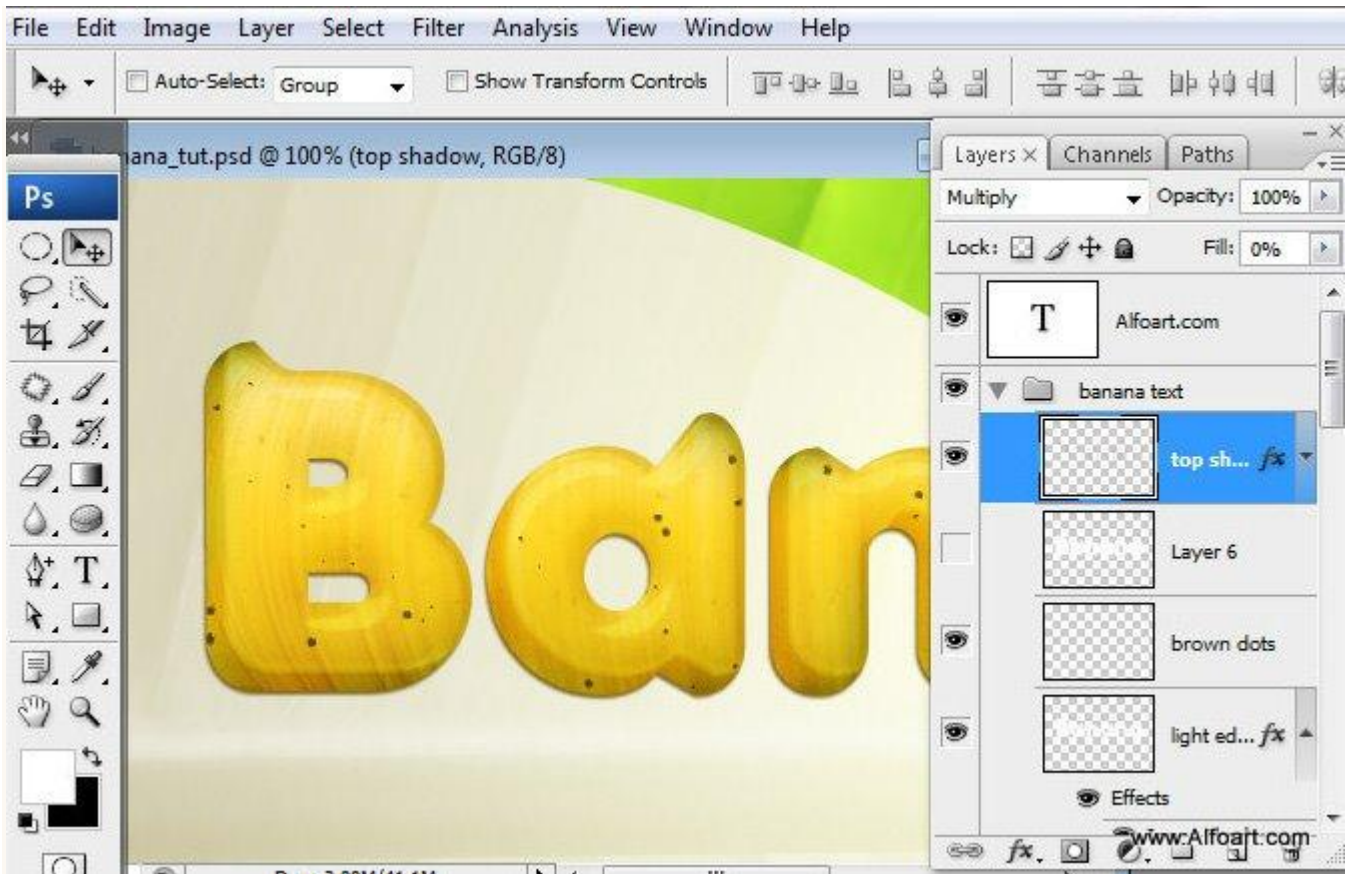 File Edit Image Layer Select Filter Analysis View Window Help
Auto-Select: Group Show Transform Controls
ana_tut.psd @ 100% (top shadow, RGB/8)
Layers × Channels Paths
Ps
Multiply Opacity: 100%
Lock: Fill: 0%
T Alfoart.com
banana text
Ban
top sh... fx
Layer 6
brown dots
T
light ed... fx
Effects
www.Alfoart.com
fx.